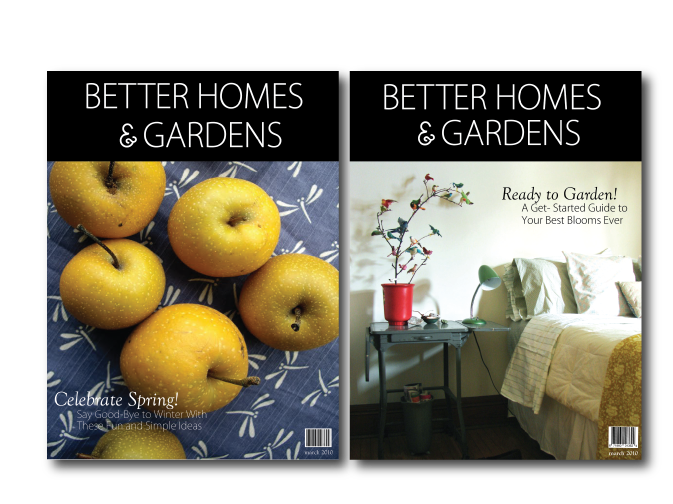 BETTER HOMES
& GARDENS
Celebrate Spring!
Say Good-Bye to Winter With
These Fun and Simple Ideas
march 2010
BETTER HOMES
& GARDENS
Ready to Garden!
A Get- Started Guide to
Your Best Blooms Ever
march 2010